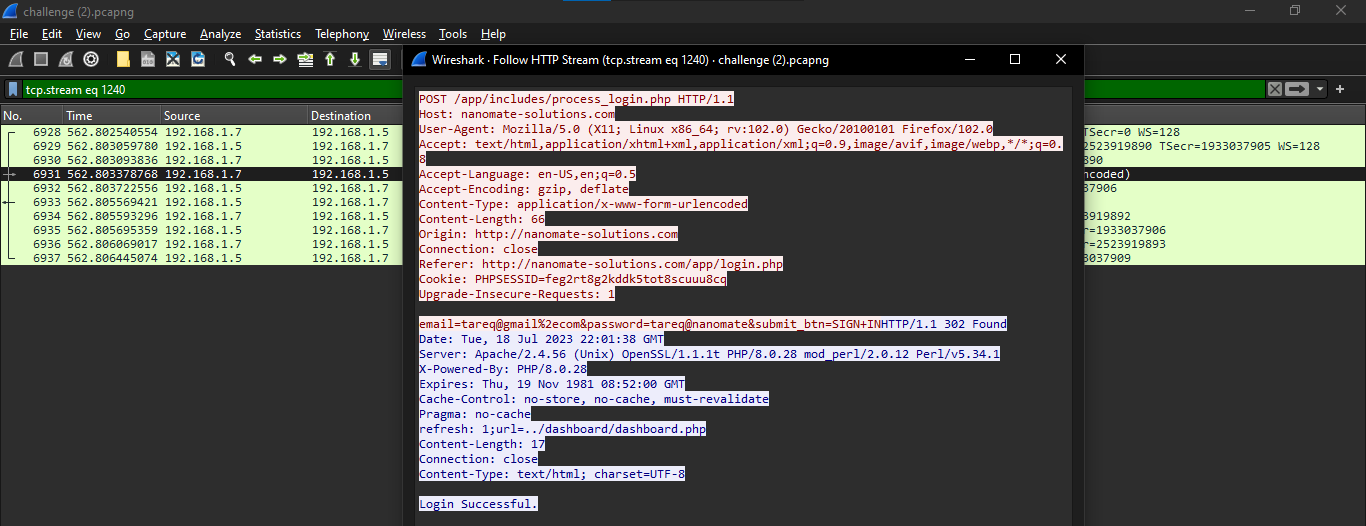 challenge (2).pcapng
File Edit View Go Capture Analyze Statistics Telephony Wireless Tools Help
Wireshark · Follow HTTP Stream (tcp.stream eq 1240) · challenge (2).pcapng
tcp.stream eq 1240
No. Time Source Destination
6928 562.802540554 192.168.1.7 192.168.1.5 TSecr=0 WS=128
6929 562.803059780 192.168.1.5 192.168.1.7 2523919890 TSecr=1933037905 WS=128
6930 562.803093836 192.168.1.7 192.168.1.5 890
6931 562.803378768 192.168.1.7 192.168.1.5 ncoded)
6932 562.803722556 192.168.1.5 192.168.1.7 37906
6933 562.805569421 192.168.1.5 192.168.1.7
6934 562.805593296 192.168.1.7 192.168.1.5 3919892
6935 562.805695359 192.168.1.5 192.168.1.7 r=1933037906
6936 562.806069017 192.168.1.7 192.168.1.5 r=2523919893
6937 562.806445074 192.168.1.5 192.168.1.7 3037909
POST /app/includes/process_login.php HTTP/1.1
Host: nanomate-solutions.com
User-Agent: Mozilla/5.0 (X11; Linux x86_64; rv:102.0) Gecko/20100101 Firefox/102.0
Accept: text/html,application/xhtml+xml,application/xml;q=0.9,image/avif,image/webp,*/*;q=0.
8
Accept-Language: en-US,en;q=0.5
Accept-Encoding: gzip, deflate
Content-Type: application/x-www-form-urlencoded
Content-Length: 66
Origin: http://nanomate-solutions.com
Connection: close
Referer: http://nanomate-solutions.com/app/login.php
Cookie: PHPSESSID=feg2rt8g2kddk5tot8scuuu8cq
Upgrade-Insecure-Requests: 1
email=tareq@gmail%2ecom&password=tareq@nanomate&submit_btn=SIGN+INHTTP/1.1 302 Found
Date: Tue, 18 Jul 2023 22:01:38 GMT
Server: Apache/2.4.56 (Unix) OpenSSL/1.1.1t PHP/8.0.28 mod_perl/2.0.12 Perl/v5.34.1
X-Powered-By: PHP/8.0.28
Expires: Thu, 19 Nov 1981 08:52:00 GMT
Cache-Control: no-store, no-cache, must-revalidate
Pragma: no-cache
refresh: 1;url=../dashboard/dashboard.php
Content-Length: 17
Connection: close
Content-Type: text/html; charset=UTF-8
Login Successful.